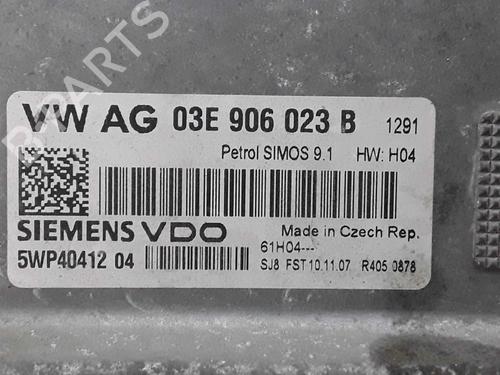 VW AG 03E 906 023 B 1291
Petrol SIMOS 9.1 HW: H04
SIEMENS VDO Made in Czech Rep.
61H04---
5WP40412 04 SJ8 FST 10.11.07 R405 0878
B-PARTS